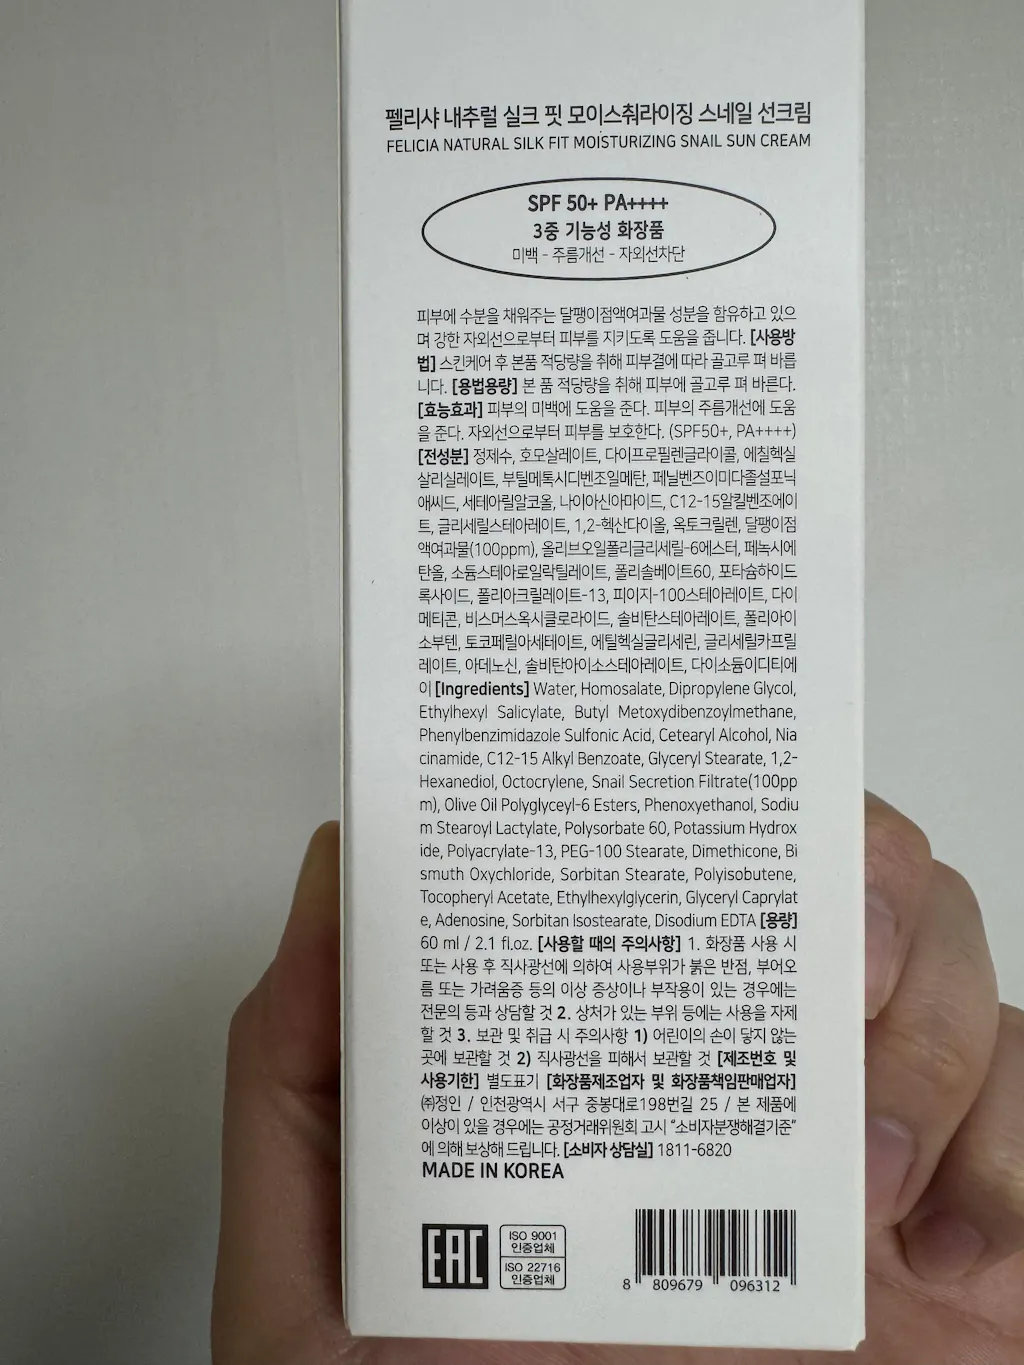 펠리샤 내추럴 실크 핏 모이스춰라이징 스네일 선크림
FELICIA NATURAL SILK FIT MOISTURIZING SNAIL SUN CREAM
SPF 50+ PA++++
3중 기능성 화장품
미백 - 주름개선 - 자외선차단
피부에 수분을 채워주는 달팽이점액여과물 성분을 함유하고 있으
며 강한 자외선으로부터 피부를 지키도록 도움을 줍니다. [사용방
법] 스킨케어 후 본품 적당량을 취해 피부결에 따라 골고루 펴 바릅
니다. [용법용량] 본 품 적당량을 취해 피부에 골고루 펴 바른다.
[효능효과] 피부의 미백에 도움을 준다. 피부의 주름개선에 도움
을 준다. 자외선으로부터 피부를 보호한다. (SPF50+, PA++++)
[전성분] 정제수, 호모살레이트, 다이프로필렌글라이콜, 에칠헥실
살리실레이트, 부틸메톡시디벤조일메탄, 페닐벤즈이미다졸설포닉
애씨드, 세테아릴알코올, 나이아신아마이드, C12-15알킬벤조에이
트, 글리세릴스테아레이트, 1,2-헥산다이올, 옥토크릴렌, 달팽이점
액여과물(100ppm), 올리브오일폴리글리세릴-6에스터, 페녹시에
탄올, 소듐스테아로일락틸레이트, 폴리솔베이트60, 포타슘하이드
록사이드, 폴리아크릴레이트-13, 피이지-100스테아레이트, 다이
메티콘, 비스머스옥시클로라이드, 솔비탄스테아레이트, 폴리아이
소부텐, 토코페릴아세테이트, 에틸헥실글리세린, 글리세릴카프릴
레이트, 아데노신, 솔비탄아이소스테아레이트, 다이소듐이디티에
이 [Ingredients] Water, Homosalate, Dipropylene Glycol,
Ethylhexyl Salicylate, Butyl Metoxydibenzoylmethane,
Phenylbenzimidazole Sulfonic Acid, Cetearyl Alcohol, Nia
cinamide, C12-15 Alkyl Benzoate, Glyceryl Stearate, 1,2-
Hexanediol, Octocrylene, Snail Secretion Filtrate(100pp
m), Olive Oil Polyglyceyl-6 Esters, Phenoxyethanol, Sodiu
m Stearoyl Lactylate, Polysorbate 60, Potassium Hydrox
ide, Polyacrylate-13, PEG-100 Stearate, Dimethicone, Bi
smuth Oxychloride, Sorbitan Stearate, Polyisobutene,
Tocopheryl Acetate, Ethylhexylglycerin, Glyceryl Caprylat
e, Adenosine, Sorbitan Isostearate, Disodium EDTA [용량]
60 ml / 2.1 fl.oz. [사용할 때의 주의사항] 1. 화장품 사용 시
또는 사용 후 직사광선에 의하여 사용부위가 붉은 반점, 부어오
름 또는 가려움증 등의 이상 증상이나 부작용이 있는 경우에는
전문의 등과 상담할 것 2. 상처가 있는 부위 등에는 사용을 자제
할 것 3. 보관 및 취급 시 주의사항 1) 어린이의 손이 닿지 않는
곳에 보관할 것 2) 직사광선을 피해서 보관할 것 [제조번호 및
사용기한] 별도표기 [화장품제조업자 및 화장품책임판매업자]
㈜정인 / 인천광역시 서구 중봉대로198번길 25 / 본 제품에
이상이 있을 경우에는 공정거래위원회 고시 "소비자분쟁해결기준"
에 의해 보상해 드립니다. [소비자 상담실] 1811-6820
MADE IN KOREA
EAC
ISO 9001
인증업체
ISO 22716
인증업체
8 809679 096312